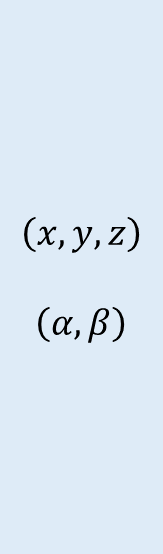 (x, y, z)
(α, β)